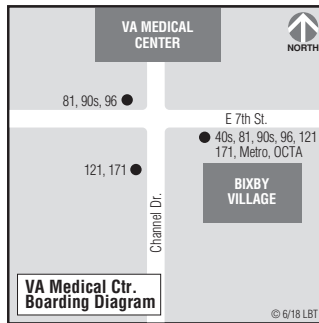 VA MEDICAL
CENTER
NORTH
81, 90s, 96
E 7th St.
40s, 81, 90s, 96, 121
171, Metro, OCTA
121, 171
BIXBY
VILLAGE
Channel Dr.
VA Medical Ctr.
Boarding Diagram
© 6/18 LBT